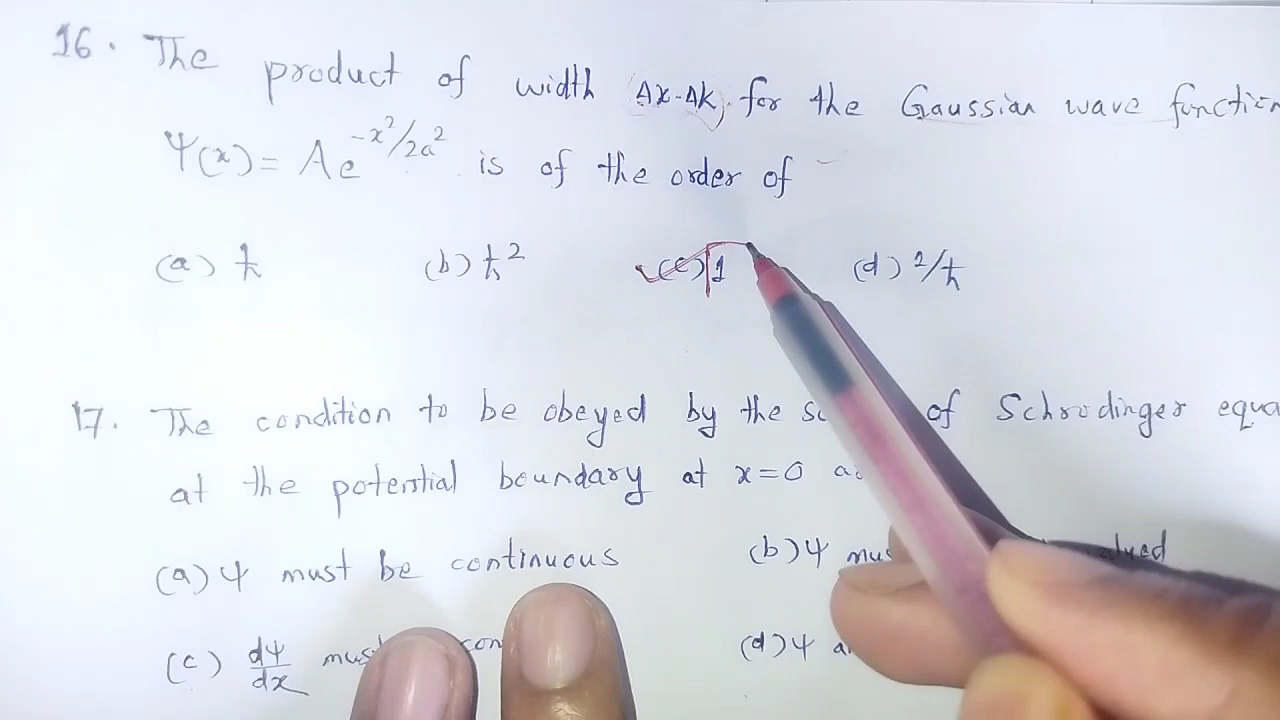 16. The product of width Δx.Δk, for the Gaussian wave function
Ψ(x) = Ae^{-x²/2a²} is of the order of
(a) ħ (b) ħ² (c) 1 (d) 2/ħ
17. The condition to be obeyed by the of Schrodinger
at the potential boundary at x=0
(a) Ψ must be continuous (b) Ψ
(c) dΨ/dx must (d) Ψ